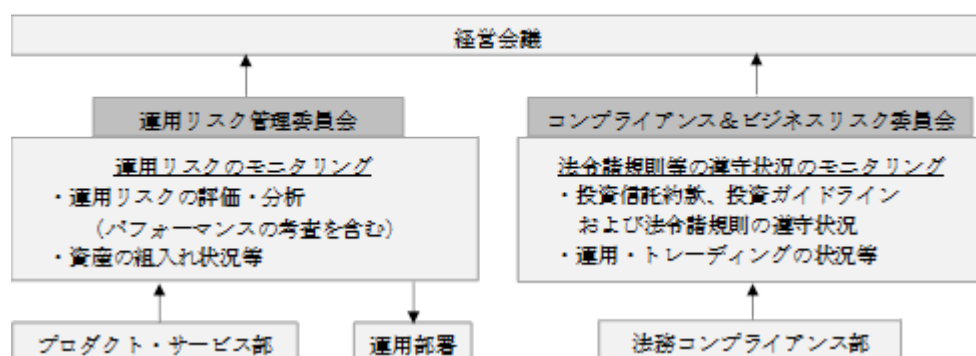 経営会議
運用リスク管理委員会
運用リスクのモニタリング
・運用リスクの評価・分析
（パフォーマンスの考査を含む）
・資産の組入れ状況等
プロダクト・サービス部
運用部署
コンプライアンス＆ビジネスリスク委員会
法令諸規則等の遵守状況のモニタリング
・投資信託約款、投資ガイドライン
および法令諸規則の遵守状況
・運用・トレーディングの状況等
法務コンプライアンス部